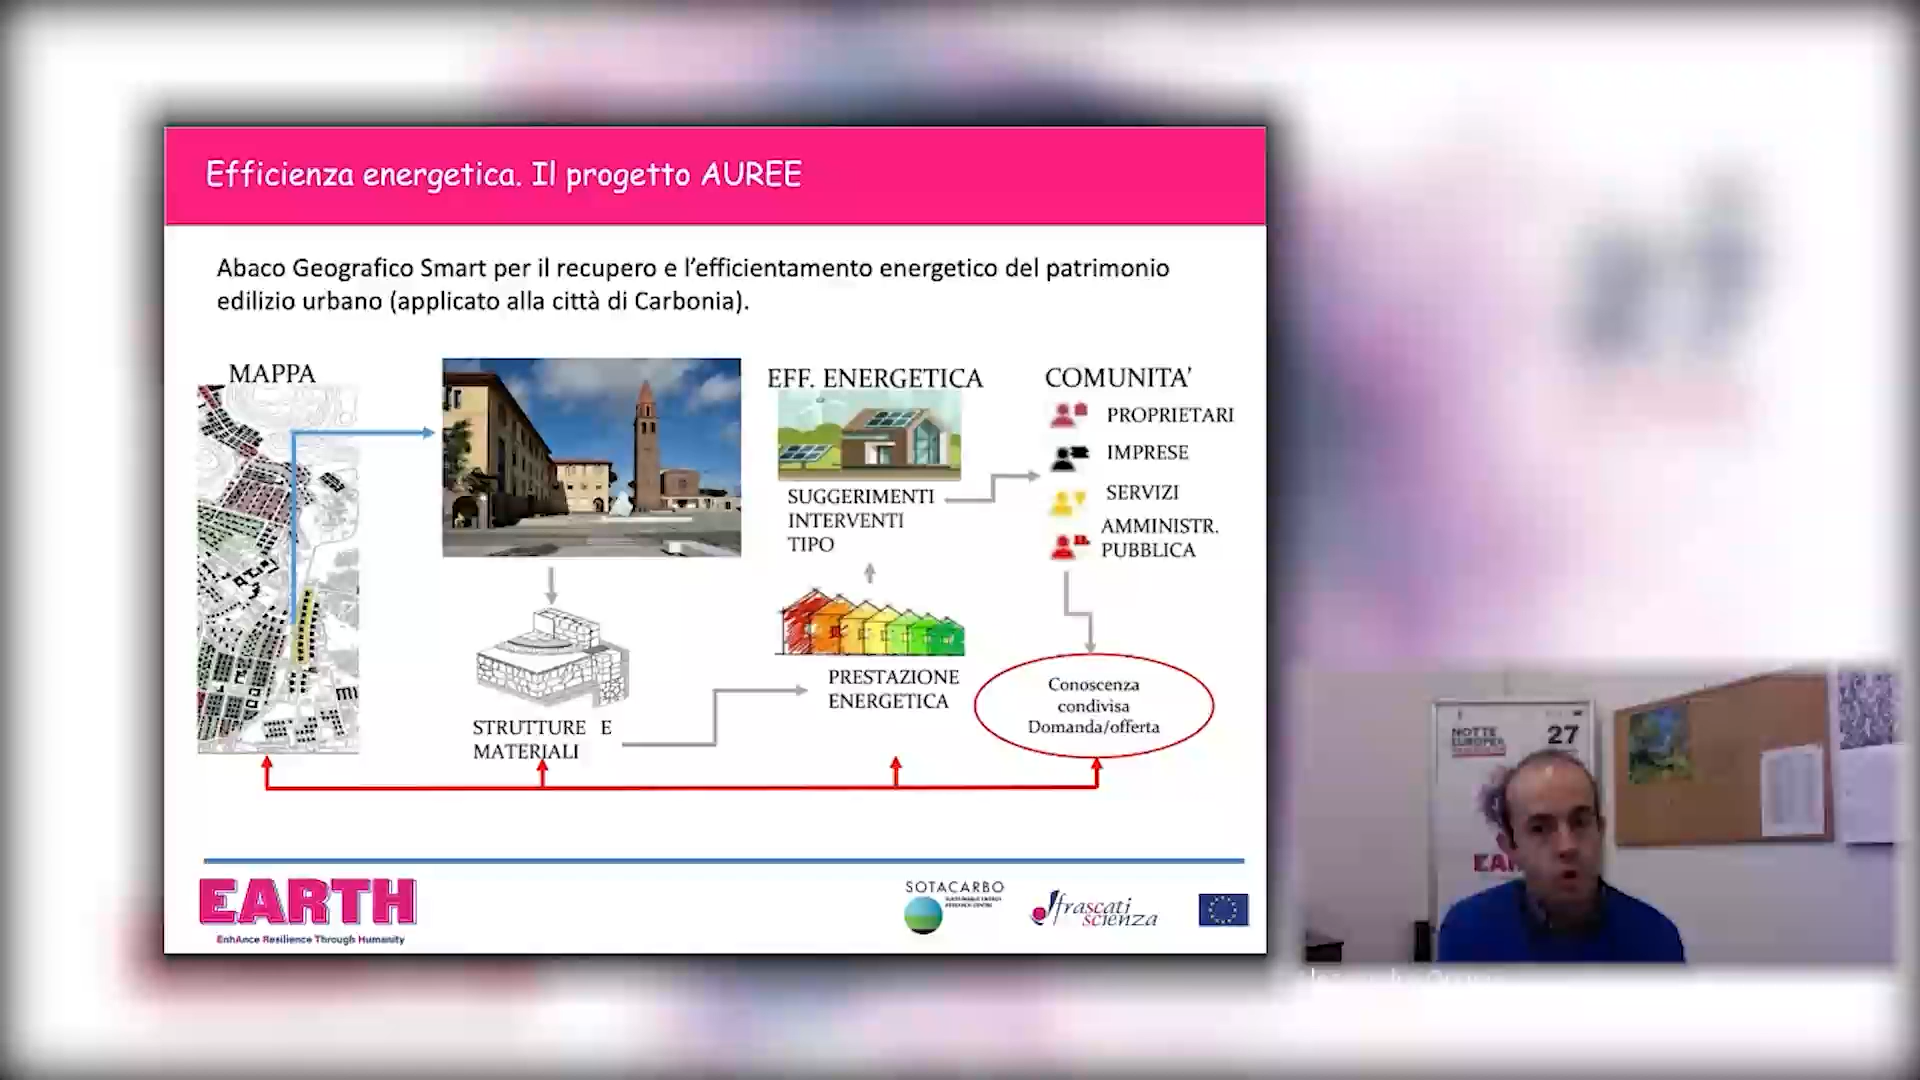 Efficienza energetica. Il progetto AUREE
Abaco Geografico Smart per il recupero e l'efficientamento energetico del patrimonio
edilizio urbano (applicato alla città di Carbonia).
MAPPA
EFF. ENERGETICA
SUGGERIMENTI
INTERVENTI
TIPO
COMUNITA'
PROPRIETARI
IMPRESE
SERVIZI
AMMINISTR.
PUBBLICA
STRUTTURE E
MATERIALI
PRESTAZIONE
ENERGETICA
Conoscenza
condivisa
Domanda/offerta
EARTH
EnhAnce Resilience Through Humanity
SOTACARBO
SUSTAINABLE ENERGY
RESEARCH CENTRE
frascati
scienza
NOTTE
EUROPEA
27